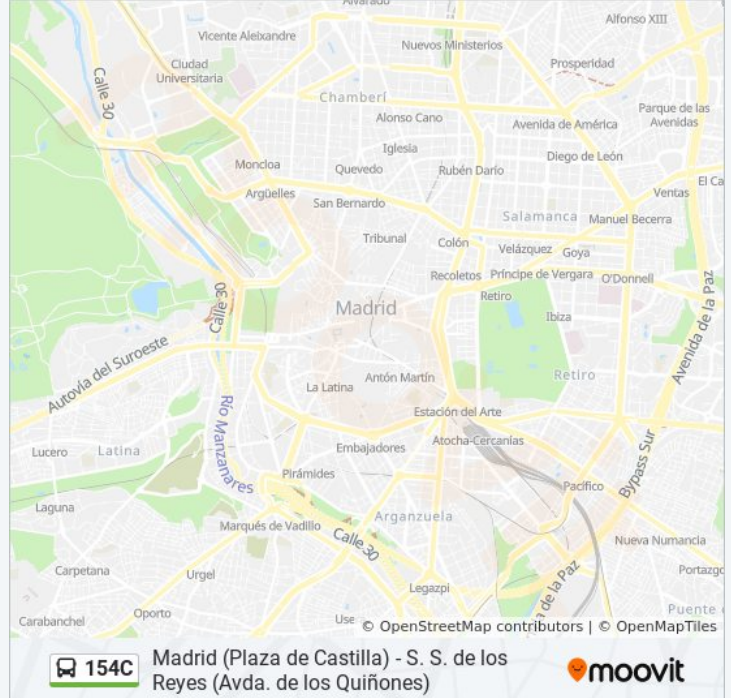 Alvarado
Alfonso XIII
Vicente Aleixandre
Nuevos Ministerios
Ciudad
Universitaria
Prosperidad
Calle 30
Chamberí
Parque de las
Avenidas
Alonso Cano
Avenida de América
Iglesia
Diego de León
Moncloa
Quevedo
Rubén Darío
El Ca
Argüelles
Ventas
San Bernardo
Salamanca
Manuel Becerra
Tribunal
Colón
Velázquez
Goya
Recoletos
Príncipe de Vergara
O'Donnell
Calle 30
Retiro
Madrid
Ibiza
Avenida de la Paz
Autovía del Suroeste
La Latina
Antón Martín
Retiro
Estación del Arte
Río Manzanares
Lucero
Latina
Embajadores
Atocha-Cercanías
Bypass Sur
Pirámides
Pacífico
Laguna
Arganzuela
Marqués de Vadillo
Calle 30
Nueva Numancia
Carpetana
Urgel
Portazgo
a de la Paz
Legazpi
Oporto
Carabanchel
Use
Puente
© OpenStreetMap contributors | © OpenMapTiles
154C
Madrid (Plaza de Castilla) - S. S. de los
Reyes (Avda. de los Quiñones)
moovit